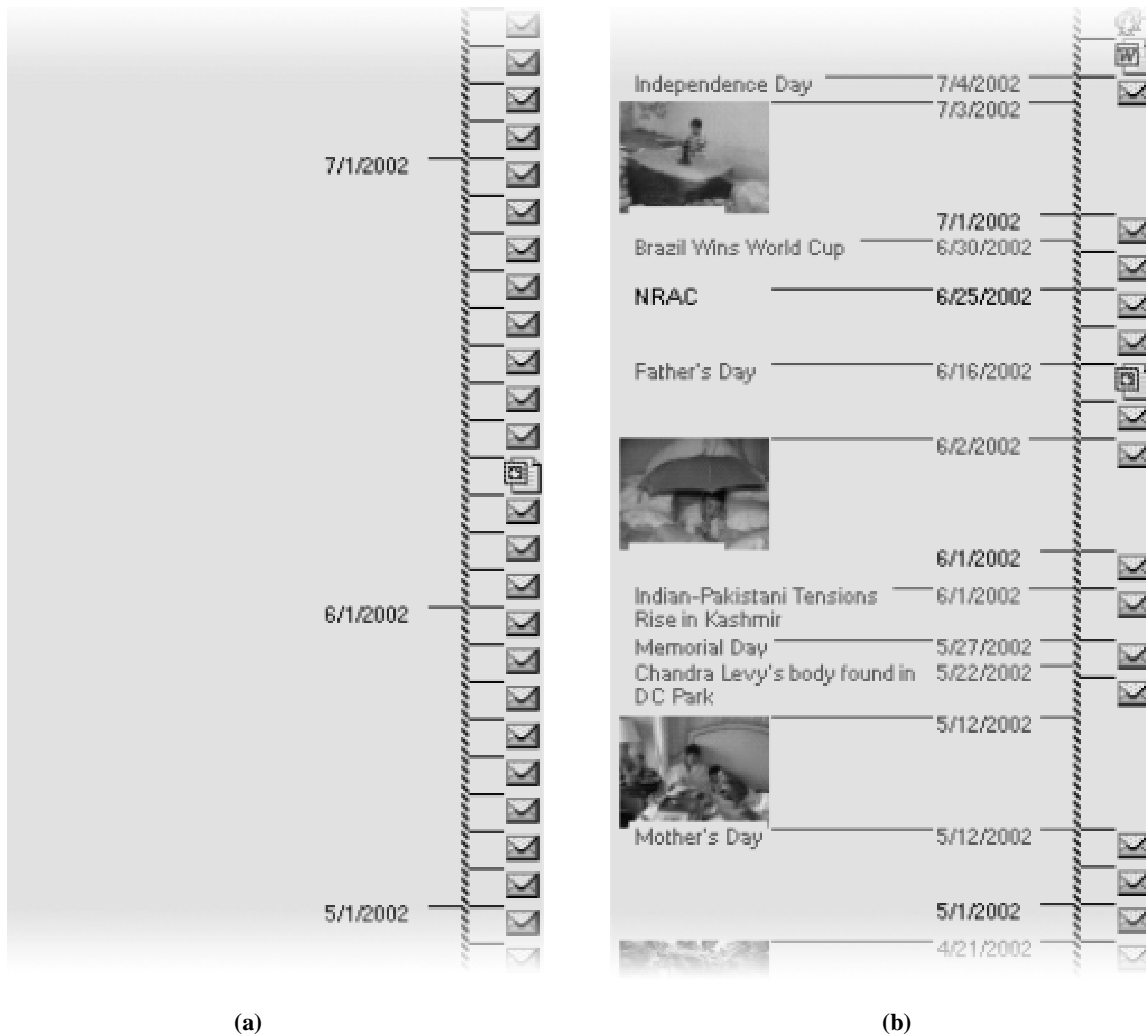 7/1/2002
6/1/2002
5/1/2002
(a)
Independence Day 7/4/2002
7/3/2002
7/1/2002
Brazil Wins World Cup 6/30/2002
NRAC 6/25/2002
Father's Day 6/16/2002
6/2/2002
6/1/2002
Indian-Pakistani Tensions 6/1/2002
Rise in Kashmir
Memorial Day 5/27/2002
Chandra Levy's body found in 5/22/2002
DC Park
5/12/2002
Mother's Day 5/12/2002
5/1/2002
4/21/2002
(b)